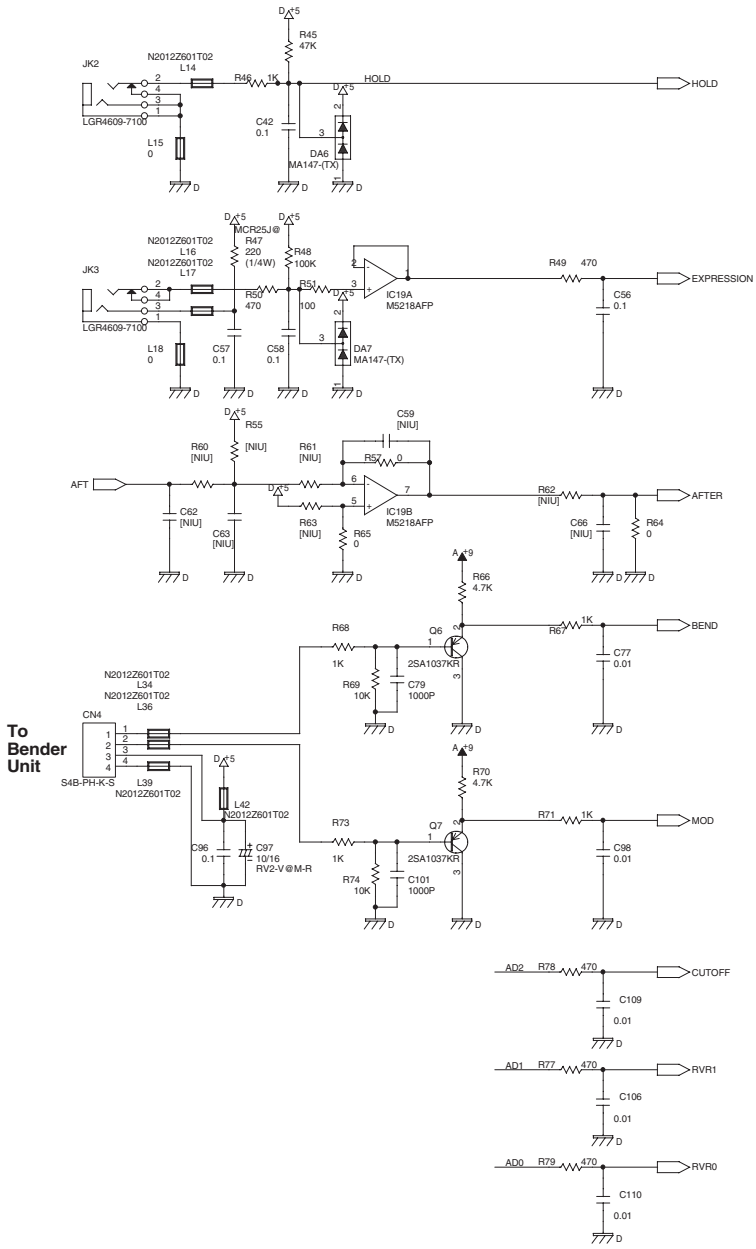 D +5
R45
47K
N2012Z601T02
L14
JK2
2
4
3
1
R46 1K
HOLD
D +5
HOLD
LGR4609-7100
C42
0.1
2
3
1
L15
0
DA6
MA147-(TX)
D
D
D
D +5
D +5
MCR25J@
N2012Z601T02
L16
N2012Z601T02
L17
R47
220
(1/4W)
R48
100K
JK3
2
4
3
1
R50
470
R51
100
D +5
2
3
1
IC19A
M5218AFP
R49 470
EXPRESSION
C56
0.1
LGR4609-7100
L18
0
C57
0.1
C58
0.1
2
3
1
DA7
MA147-(TX)
D
D
D
D
D
D +5
R55
[NIU]
R60
[NIU]
R61
[NIU]
C59
[NIU]
R57 0
AFT
D +5
6
5
7
IC19B
M5218AFP
R62
[NIU]
AFTER
C62
[NIU]
C63
[NIU]
R63
[NIU]
R65
0
C66
[NIU]
R64
0
D
D
D
D
D
A +9
R66
4.7K
R68
1K
Q6
1
2
3
2SA1037KR
R67
1K
BEND
R69
10K
C79
1000P
C77
0.01
D
D
D
N2012Z601T02
L34
N2012Z601T02
L36
CN4
To
Bender
Unit
1
2
3
4
1
2
3
4
S4B-PH-K-S
L39
N2012Z601T02
D +5
L42
N2012Z601T02
C96
0.1
+
C97
10/16
RV2-V@M-R
D
A +9
R70
4.7K
R73
1K
Q7
1
2
3
2SA1037KR
R71
1K
MOD
R74
10K
C101
1000P
C98
0.01
D
D
D
AD2 R78 470
CUTOFF
C109
0.01
D
AD1 R77 470
RVR1
C106
0.01
D
AD0 R79 470
RVR0
C110
0.01
D